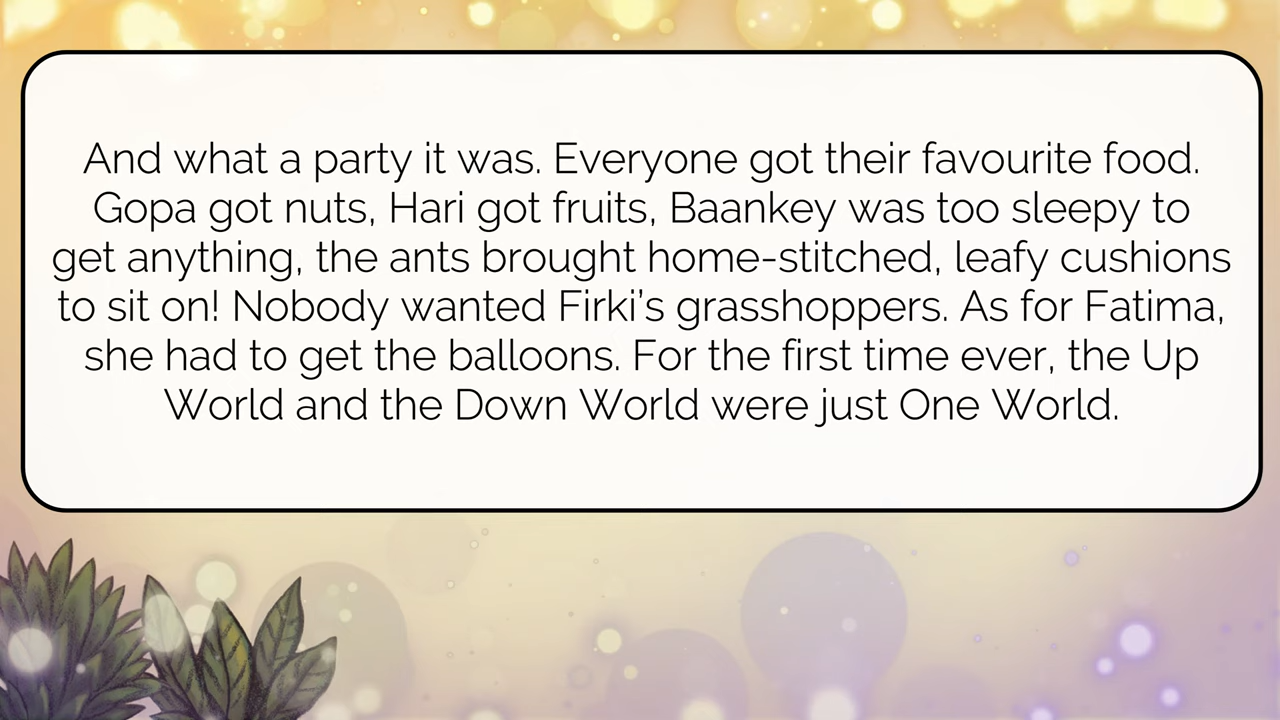 And what a party it was. Everyone got their favourite food.
Gopa got nuts, Hari got fruits, Baankey was too sleepy to
get anything, the ants brought home-stitched, leafy cushions
to sit on! Nobody wanted Firki’s grasshoppers. As for Fatima,
she had to get the balloons. For the first time ever, the Up
World and the Down World were just One World.